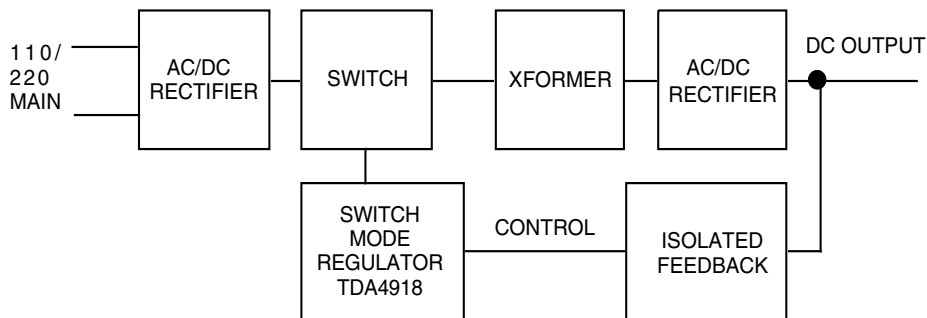 110/
220
MAIN
AC/DC
RECTIFIER
SWITCH
XFORMER
AC/DC
RECTIFIER
DC OUTPUT
SWITCH
MODE
REGULATOR
TDA4918
CONTROL
ISOLATED
FEEDBACK